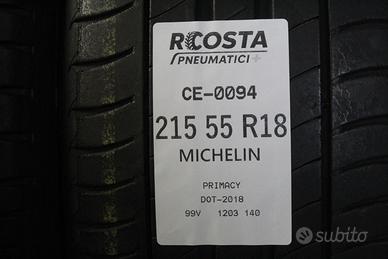 RCOSTA
PNEUMATICI+
CE-0094
215 55 R18
MICHELIN
PRIMACY
DOT-2018
99V 1203 140
subito